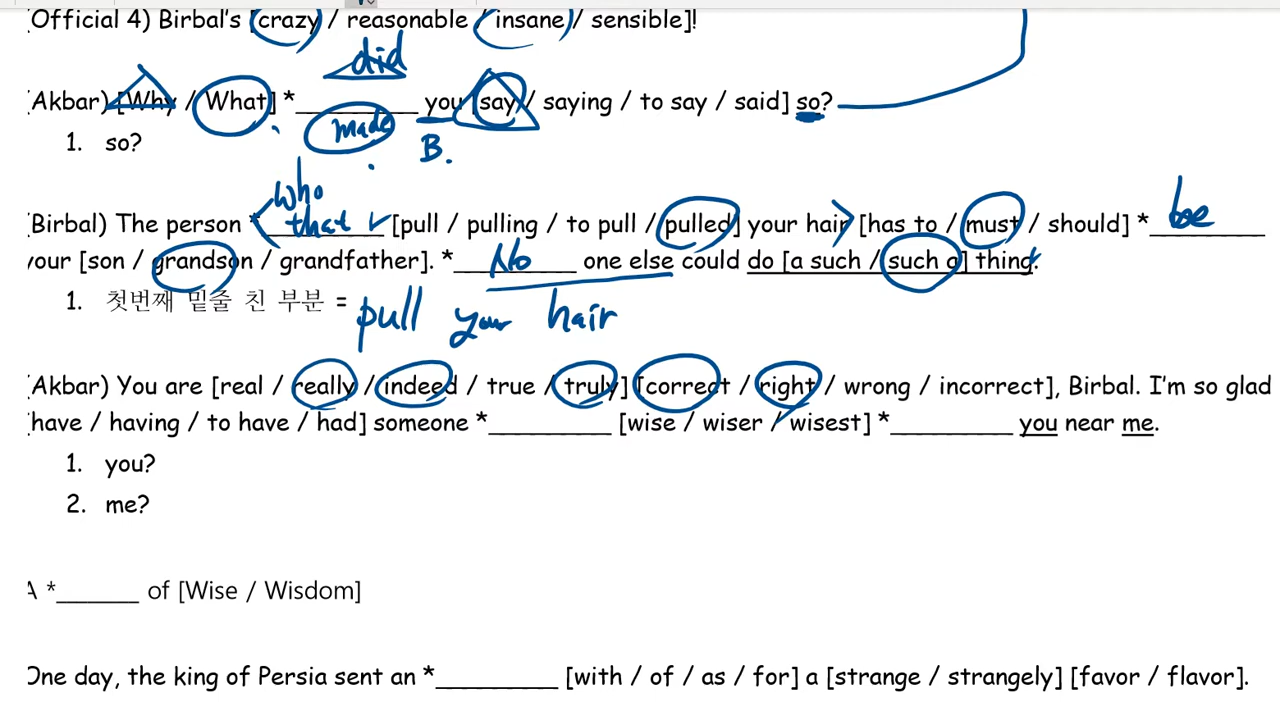 [Official 4) Birbal's [crazy / reasonable / insane / sensible]!
did
(Akbar) [Why / What] *__________ you [say / saying / to say / said] so?
made B.
1. so?
who
(Birbal) The person *__________ [pull / pulling / to pull / pulled] your hair [has to / must / should] *__________
that be
your [son / grandson / grandfather]. *__________ one else could do [a such / such a] thing.
No
1. 첫번째 밑줄 친 부분 = pull your hair
(Akbar) You are [real / really / indeed / true / truly] [correct / right / wrong / incorrect], Birbal. I'm so glad
[have / having / to have / had] someone *__________ [wise / wiser / wisest] *__________ you near me.
1. you?
2. me?
A *______ of [Wise / Wisdom]
One day, the king of Persia sent an *__________ [with / of / as / for] a [strange / strangely] [favor / flavor].